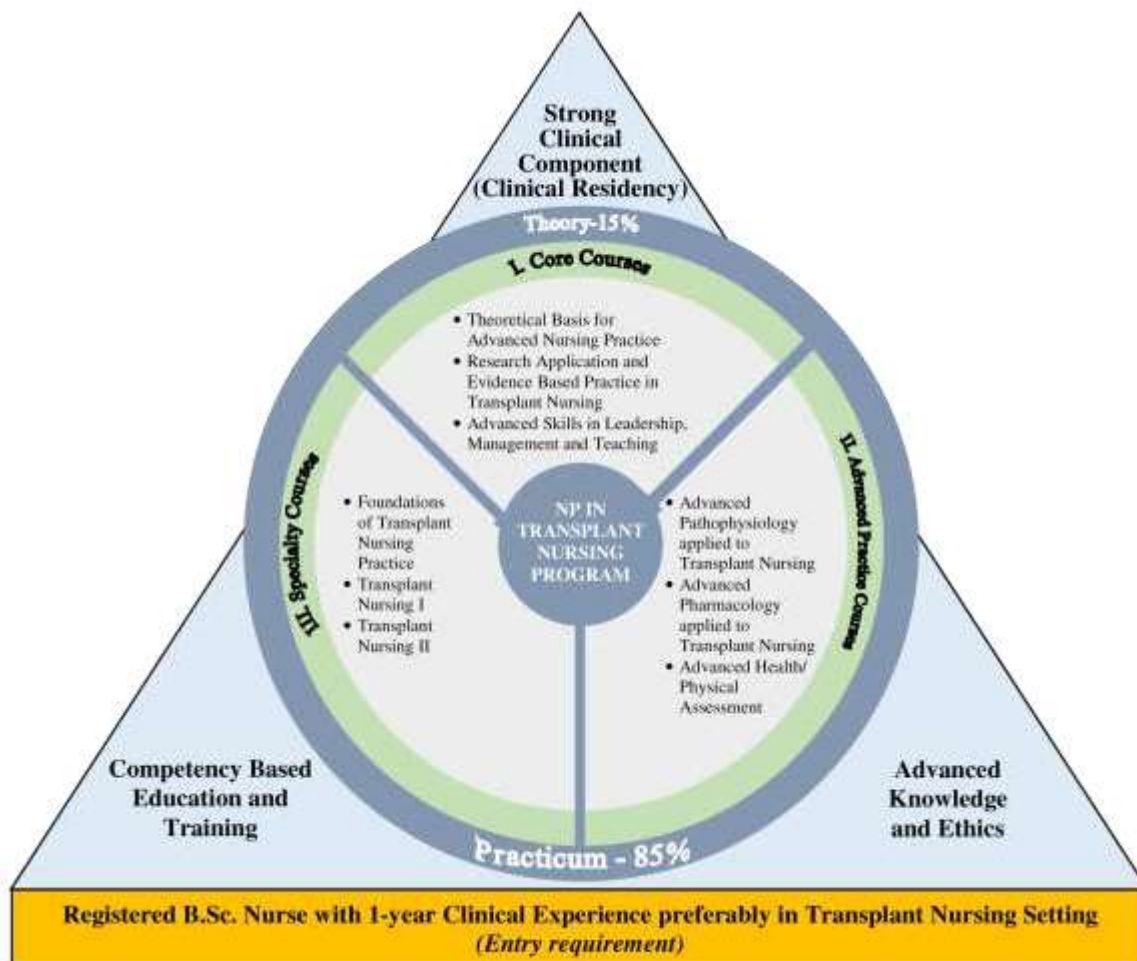 Strong
Clinical
Component
(Clinical Residency)
Theory-15%
I. Core Courses
• Theoretical Basis for
Advanced Nursing Practice
• Research Application and
Evidence Based Practice in
Transplant Nursing
• Advanced Skills in Leadership,
Management and Teaching
II. Advanced Practice Courses
• Advanced
Pathophysiology
applied to
Transplant Nursing
• Advanced
Pharmacology
applied to
Transplant Nursing
• Advanced Health/
Physical
Assessment
III. Specialty Courses
• Foundations
of Transplant
Nursing
Practice
• Transplant
Nursing I
• Transplant
Nursing II
NP IN
TRANSPLANT
NURSING
PROGRAM
Competency Based
Education and
Training
Advanced
Knowledge
and Ethics
Practicum - 85%
Registered B.Sc. Nurse with 1-year Clinical Experience preferably in Transplant Nursing Setting
(Entry requirement)